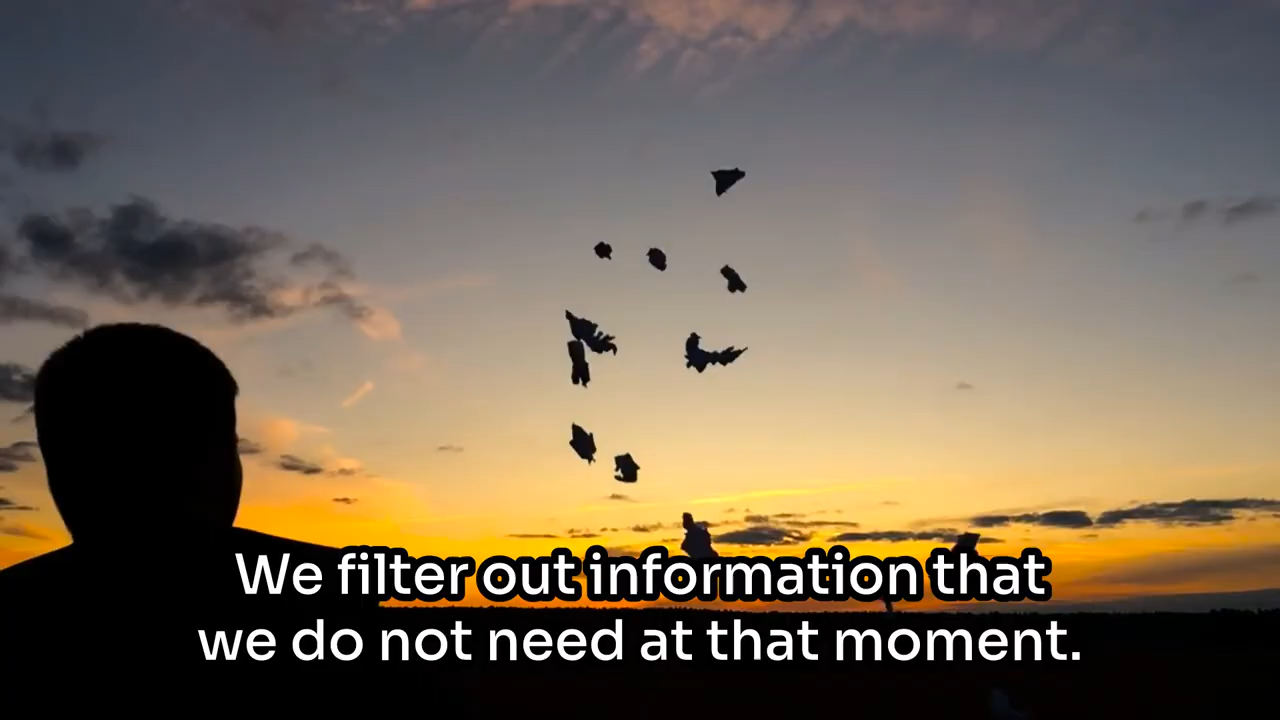 We filter out information that
we do not need at that moment.